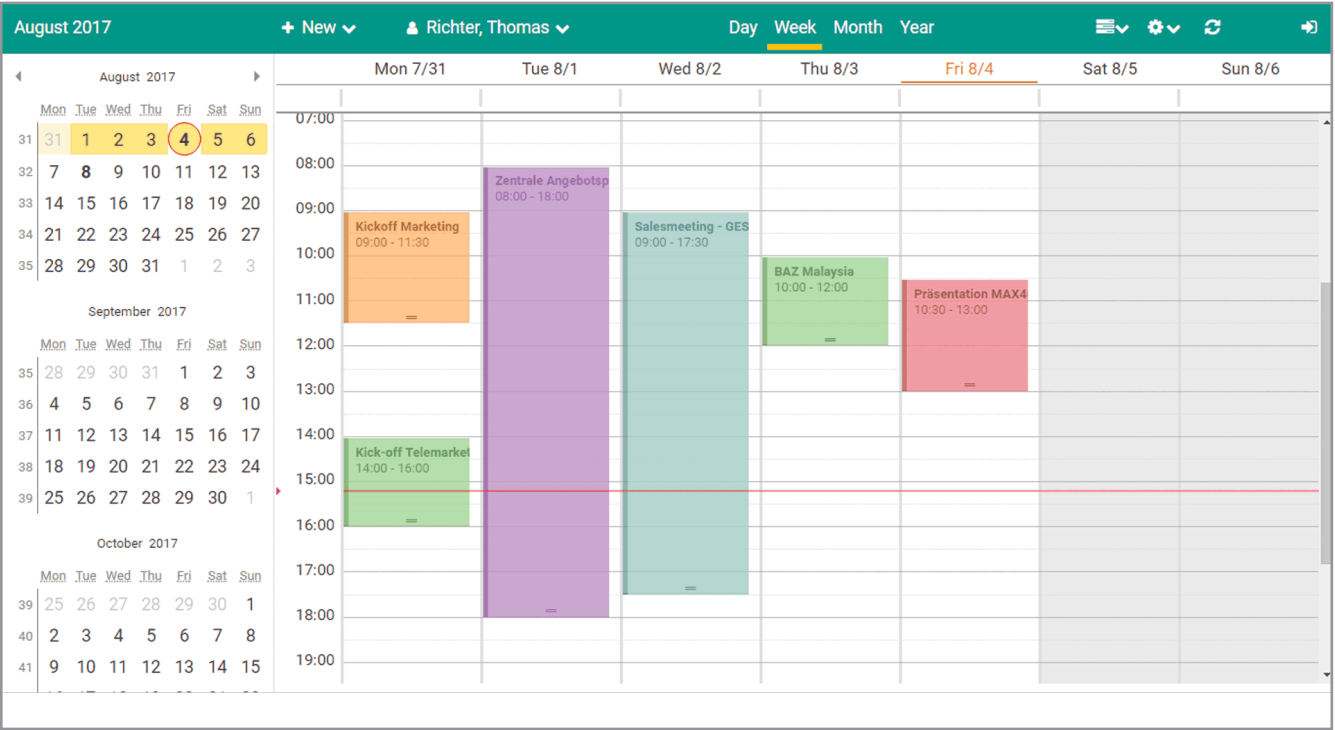 August 2017 New Richter, Thomas Day Week Month Year
August 2017
Mon Tue Wed Thu Fri Sat Sun
31 31 1 2 3 4 5 6
32 7 8 9 10 11 12 13
33 14 15 16 17 18 19 20
34 21 22 23 24 25 26 27
35 28 29 30 31 1 2 3
September 2017
Mon Tue Wed Thu Fri Sat Sun
35 28 29 30 31 1 2 3
36 4 5 6 7 8 9 10
37 11 12 13 14 15 16 17
38 18 19 20 21 22 23 24
39 25 26 27 28 29 30 1
October 2017
Mon Tue Wed Thu Fri Sat Sun
39 25 26 27 28 29 30 1
40 2 3 4 5 6 7 8
41 9 10 11 12 13 14 15
Mon 7/31 Tue 8/1 Wed 8/2 Thu 8/3 Fri 8/4 Sat 8/5 Sun 8/6
07:00
08:00
09:00
10:00
11:00
12:00
13:00
14:00
15:00
16:00
17:00
18:00
19:00
Kickoff Marketing
09:00 - 11:30
Kick-off Telemarket
14:00 - 16:00
Zentrale Angebotsp
08:00 - 18:00
Salesmeeting - GES
09:00 - 17:30
BAZ Malaysia
10:00 - 12:00
Präsentation MAX4
10:30 - 13:00